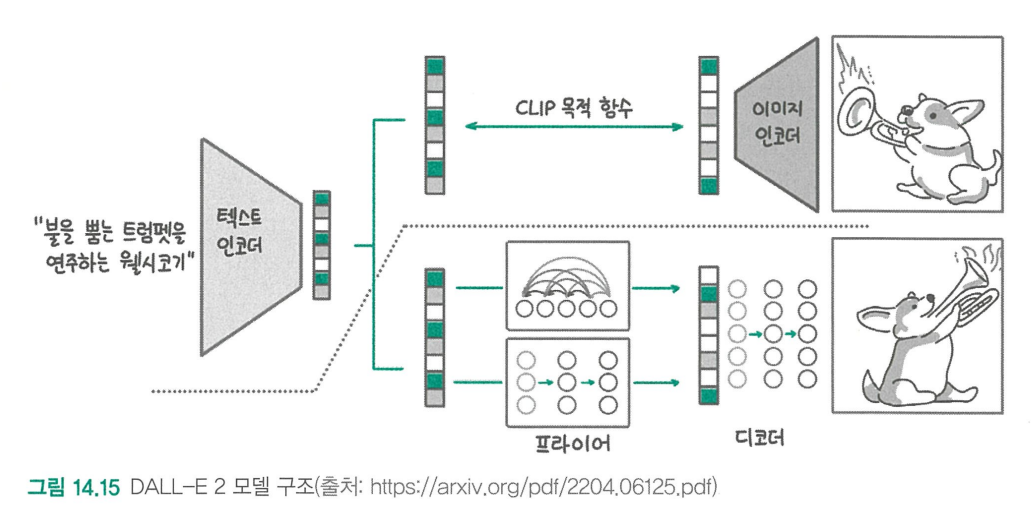 CLIP 목적 함수
이미지
인코더
텍스트
인코더
"불을 뿜는 트럼펫을
연주하는 웰시코기"
프라이어
디코더
그림 14.15 DALL-E 2 모델 구조(출처: https://arxiv.org/pdf/2204.06125.pdf)